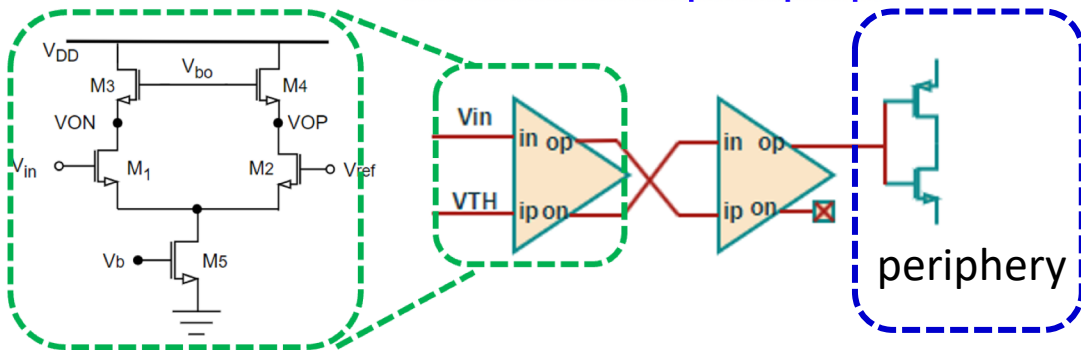 VDD
M3
Vbo
M4
VON
VOP
Vin
M1
M2
Vref
Vb
M5
Vin
in op
VTH
ip on
in op
ip on
periphery